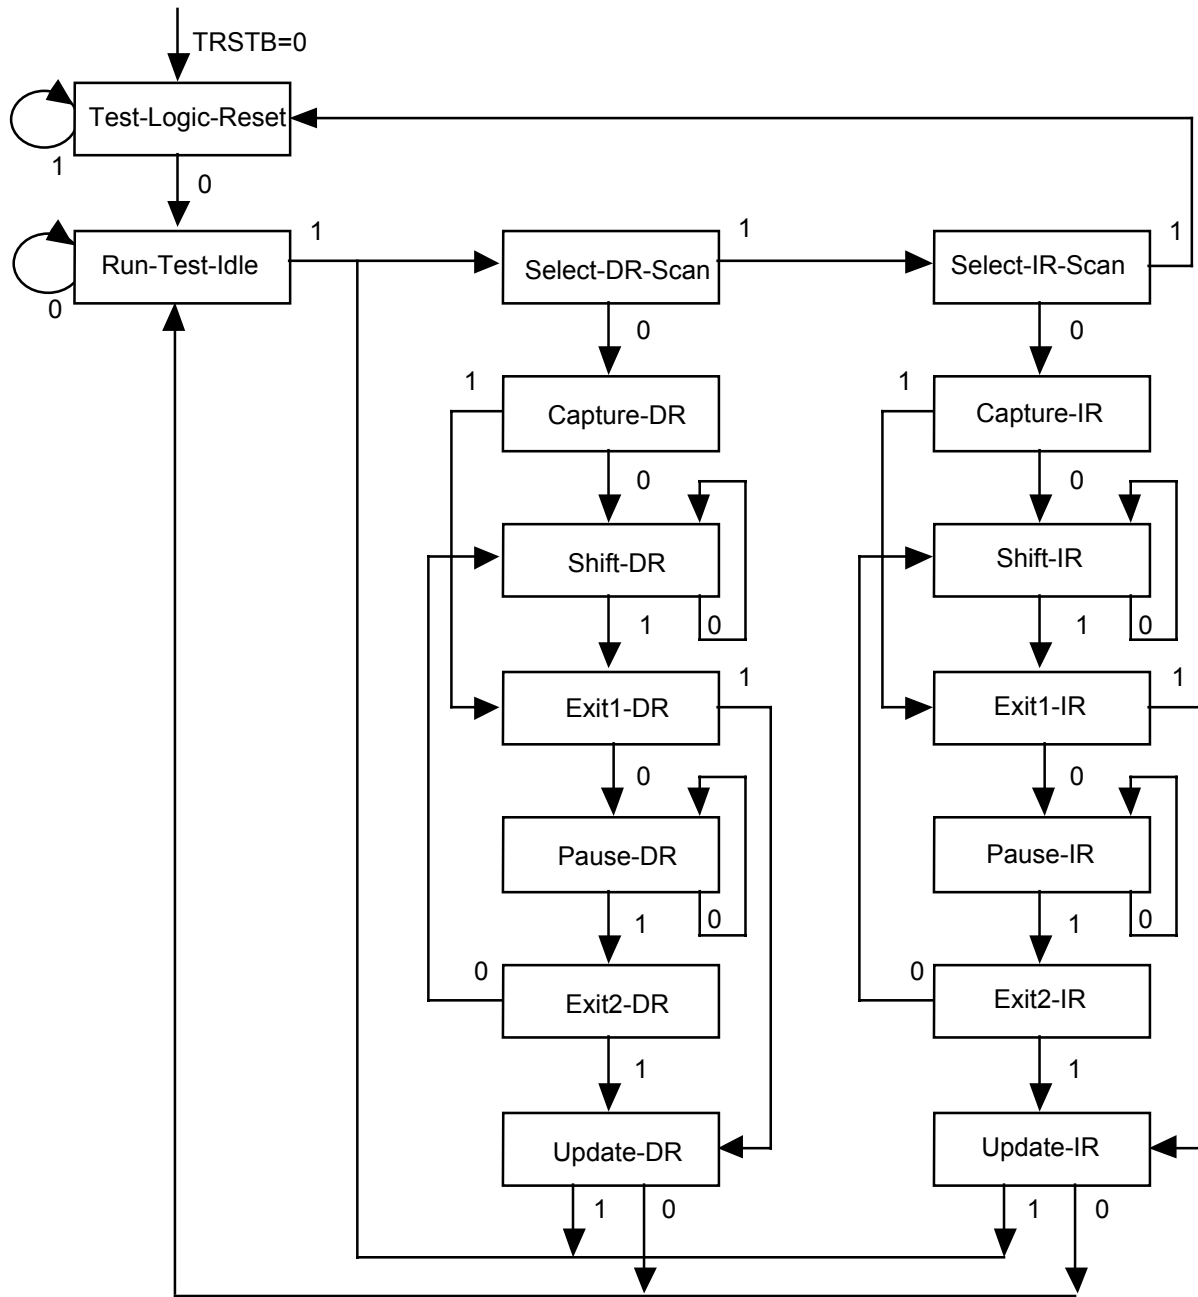 TRSTB=0
Test-Logic-Reset
1
0
1
1
1
Run-Test-Idle
Select-DR-Scan
Select-IR-Scan
0
0
0
1
1
Capture-DR
Capture-IR
0
0
Shift-DR
Shift-IR
1
0
1
0
1
1
Exit1-DR
Exit1-IR
0
0
Pause-DR
Pause-IR
1
0
1
0
0
0
Exit2-DR
Exit2-IR
1
1
Update-DR
Update-IR
1
0
1
0